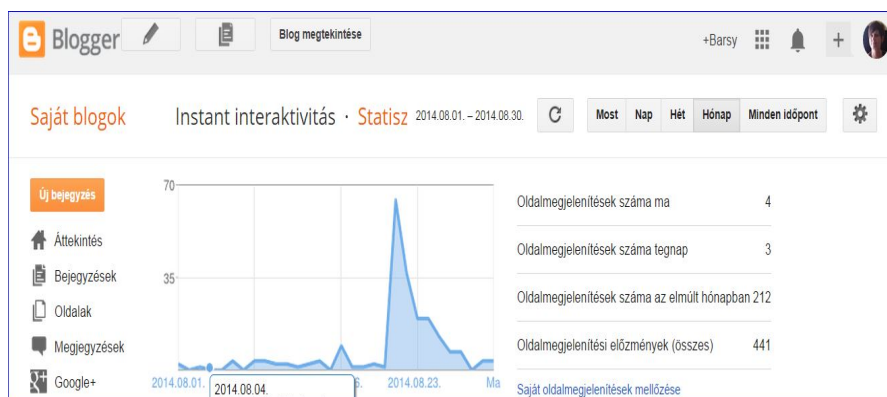 Blogger
Blog megtekintése
+Barsy
Saját blogok
Instant interaktivitás · Statisz 2014.08.01. – 2014.08.30.
Most Nap Hét Hónap Minden időpont
Új bejegyzés
Áttekintés
Bejegyzések
Oldalak
Megjegyzések
Google+
70
35
2014.08.01.
2014.08.04.
6.
2014.08.23.
Ma
Oldalmegjelenítések száma ma 4
Oldalmegjelenítések száma tegnap 3
Oldalmegjelenítések száma az elmúlt hónapban 212
Oldalmegjelenítési előzmények (összes) 441
Saját oldalmegjelenítések mellőzése